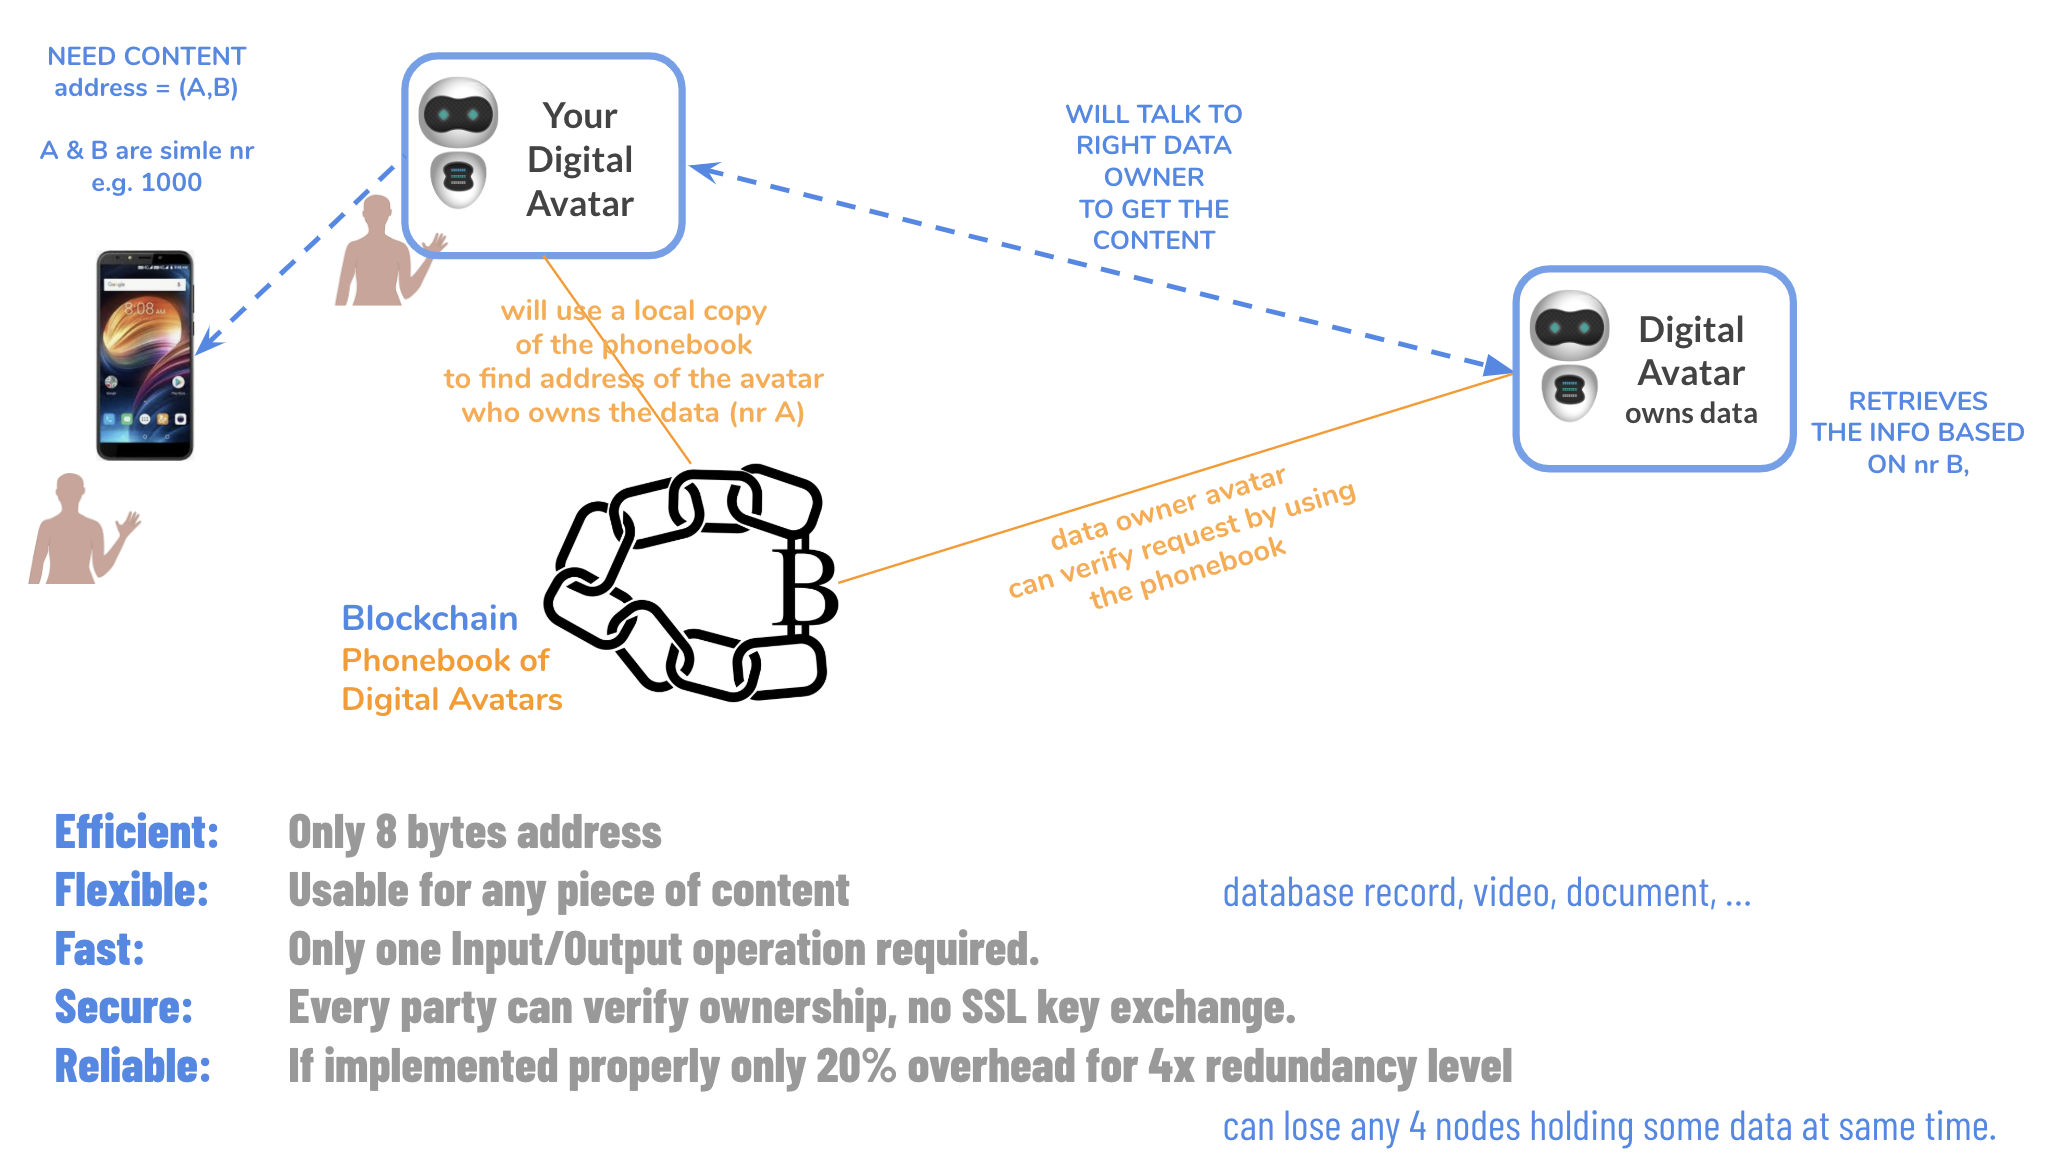 NEED CONTENT
address = (A,B)
A & B are simle nr
e.g. 1000
Your
Digital
Avatar
WILL TALK TO
RIGHT DATA
OWNER
TO GET THE
CONTENT
Digital
Avatar
owns data
RETRIEVES
THE INFO BASED
ON nr B,
Google
8:08 AM
will use a local copy
of the phonebook
to find address of the avatar
who owns the data (nr A)
data owner avatar
can verify request by using
the phonebook
B
Blockchain
Phonebook of
Digital Avatars
Efficient: Only 8 bytes address
Flexible: Usable for any piece of content database record, video, document, ...
Fast: Only one Input/Output operation required.
Secure: Every party can verify ownership, no SSL key exchange.
Reliable: If implemented properly only 20% overhead for 4x redundancy level
can lose any 4 nodes holding some data at same time.